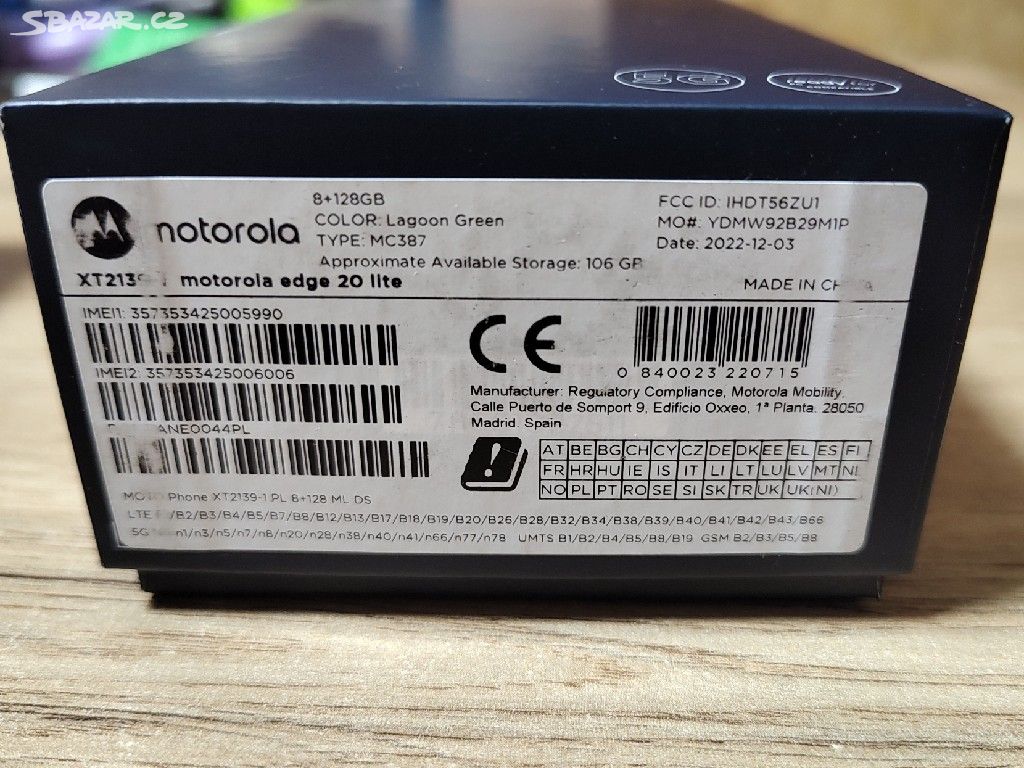 SBAZAR.CZ
5G
motorola
8+128GB
COLOR: Lagoon Green
TYPE: MC387
Approximate Available Storage: 106 GB
FCC ID: IHDT56ZU1
MO#: YDMW92B29M1P
Date: 2022-12-03
motorola edge 20 lite
MADE IN
IMEI1: 357353425005990
IMEI2: 357353425006006
CE
0 840023 220715
Manufacturer: Regulatory Compliance, Motorola Mobility,
Calle Puerto de Somport 9, Edificio Oxxeo, 1ª Planta. 28050
Madrid. Spain
AT BE BG CH CY CZ DE DK EE EL ES FI
FR HR HU IE IS IT LI LT LU LV MT NL
NO PL PT RO SE SI SK TR UK UK(NI)
Phone XT2139-1 PL 8+128 ML DS
LTE /B2/B3/B4/B5/B7/B8/B12/B13/B17/B18/B19/B20/B26/B28/B32/B34/B38/B39/B40/B41/B42/B43/B66
5G n1/n3/n5/n7/n8/n20/n28/n38/n40/n41/n66/n77/n78 UMTS B1/B2/B4/B5/B8/B19 GSM B2/B3/B5/B8